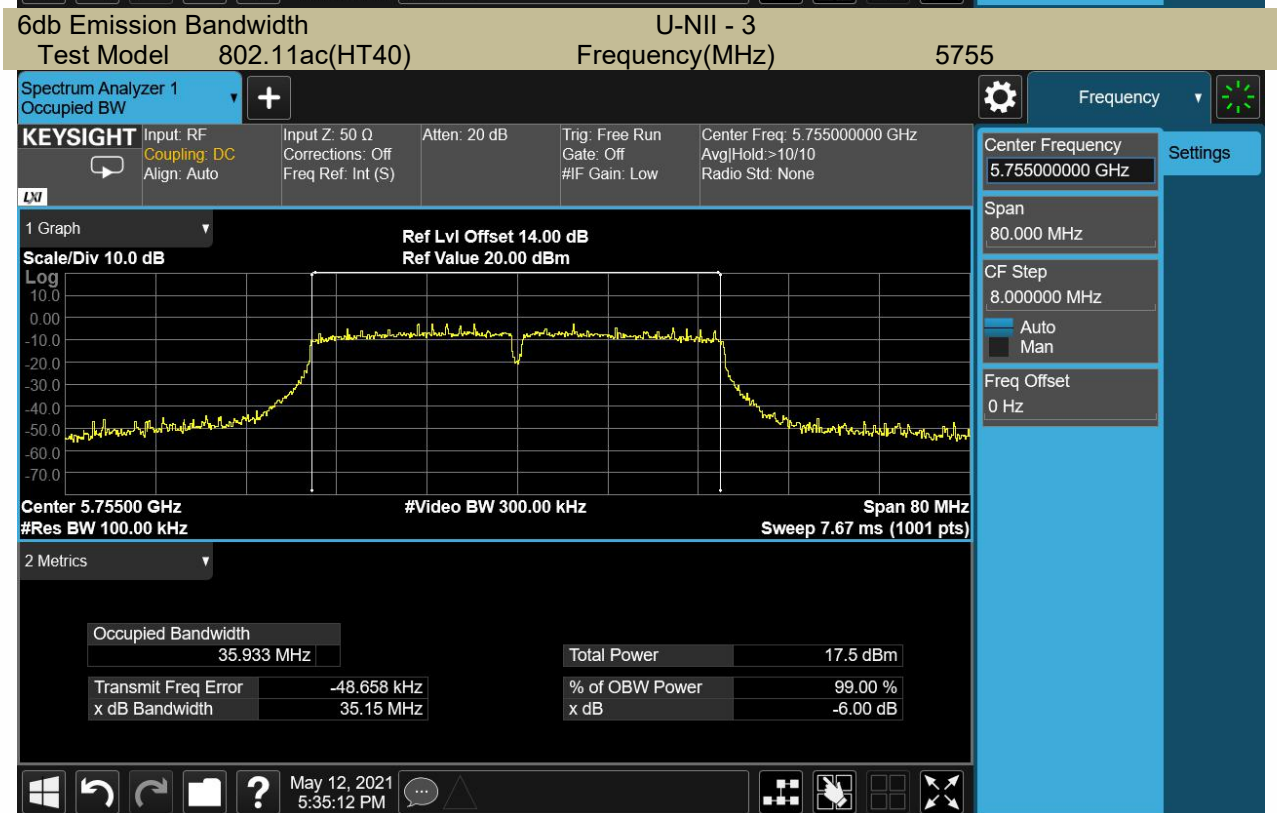 6db Emission Bandwidth U-NII - 3
Test Model 802.11ac(HT40) Frequency(MHz) 5755
Spectrum Analyzer 1
Occupied BW
Frequency
KEYSIGHT
LXI
Input: RF
Coupling: DC
Align: Auto
Input Z: 50 Ω
Corrections: Off
Freq Ref: Int (S)
Atten: 20 dB
Trig: Free Run
Gate: Off
#IF Gain: Low
Center Freq: 5.755000000 GHz
Avg|Hold:>10/10
Radio Std: None
Center Frequency
5.755000000 GHz
Settings
Span
80.000 MHz
CF Step
8.000000 MHz
Auto
Man
Freq Offset
0 Hz
1 Graph
Scale/Div 10.0 dB
Ref Lvl Offset 14.00 dB
Ref Value 20.00 dBm
Log
10.0
0.00
-10.0
-20.0
-30.0
-40.0
-50.0
-60.0
-70.0
Center 5.75500 GHz #Video BW 300.00 kHz Span 80 MHz
#Res BW 100.00 kHz Sweep 7.67 ms (1001 pts)
2 Metrics
Occupied Bandwidth
35.933 MHz
Total Power 17.5 dBm
Transmit Freq Error -48.658 kHz
% of OBW Power 99.00 %
x dB Bandwidth 35.15 MHz
x dB -6.00 dB
?
May 12, 2021
5:35:12 PM